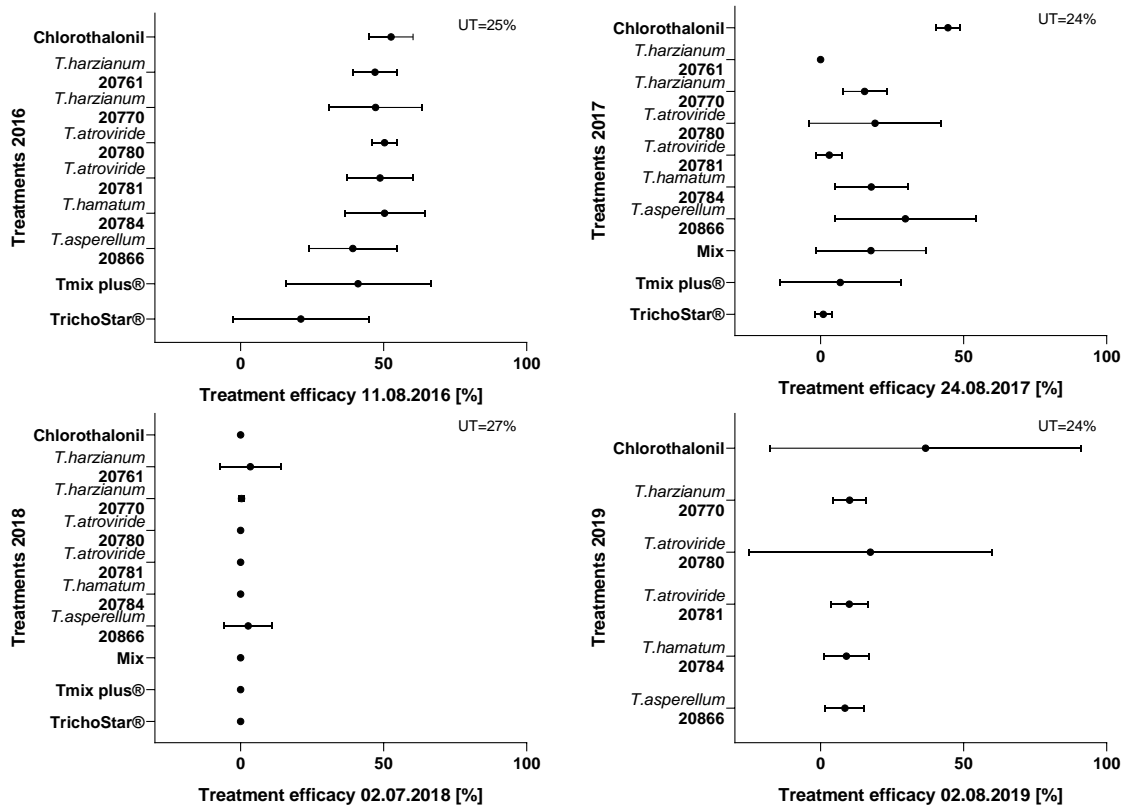 UT=25%
Treatments 2016
Chlorothalonil
T.harzianum
20761
T.harzianum
20770
T.atroviride
20780
T.atroviride
20781
T.hamatum
20784
T.asperellum
20866
Tmix plus®
TrichoStar®
0 50 100
Treatment efficacy 11.08.2016 [%]
UT=24%
Treatments 2017
Chlorothalonil
T.harzianum
20761
T.harzianum
20770
T.atroviride
20780
T.atroviride
20781
T.hamatum
20784
T.asperellum
20866
Mix
Tmix plus®
TrichoStar®
0 50 100
Treatment efficacy 24.08.2017 [%]
UT=27%
Treatments 2018
Chlorothalonil
T.harzianum
20761
T.harzianum
20770
T.atroviride
20780
T.atroviride
20781
T.hamatum
20784
T.asperellum
20866
Mix
Tmix plus®
TrichoStar®
0 50 100
Treatment efficacy 02.07.2018 [%]
UT=24%
Treatments 2019
Chlorothalonil
T.harzianum
20770
T.atroviride
20780
T.atroviride
20781
T.hamatum
20784
T.asperellum
20866
0 50 100
Treatment efficacy 02.08.2019 [%]